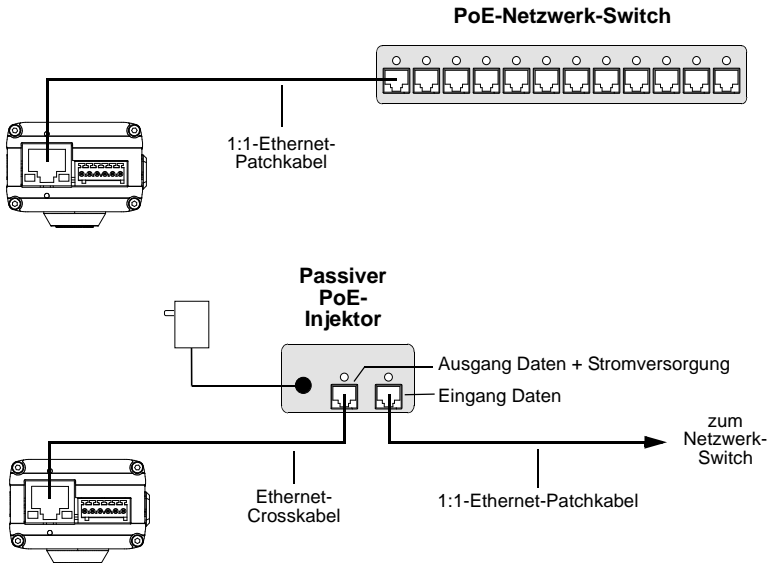 PoE-Netzwerk-Switch
1:1-Ethernet-
Patchkabel
Passiver
PoE-
Injektor
Ausgang Daten + Stromversorgung
Eingang Daten
zum
Netzwerk-
Switch
Ethernet-
Crosskabel
1:1-Ethernet-Patchkabel